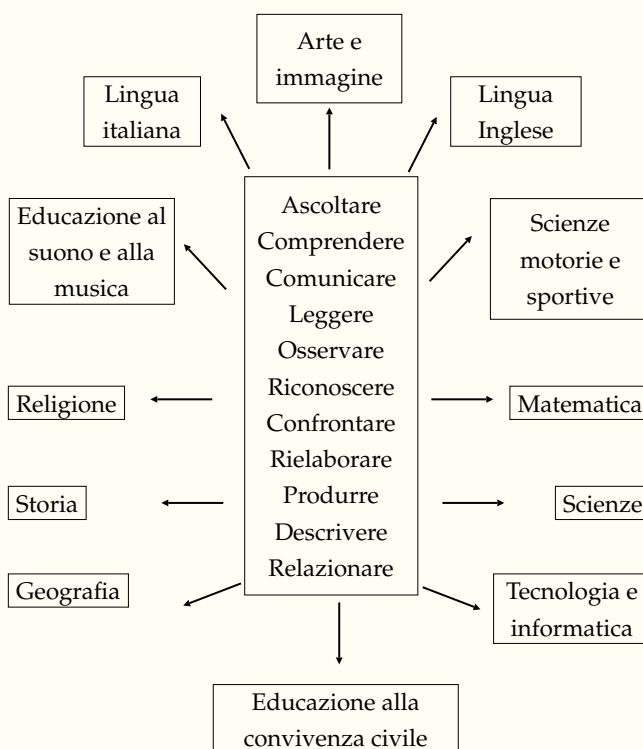 Arte e
immagine
Lingua
italiana
Lingua
Inglese
Educazione al
suono e alla
musica
Ascoltare
Comprendere
Comunicare
Leggere
Osservare
Riconoscere
Confrontare
Rielaborare
Produrre
Descrivere
Relazionare
Scienze
motorie e
sportive
Religione
Matematica
Storia
Scienze
Geografia
Tecnologia e
informatica
Educazione alla
convivenza civile